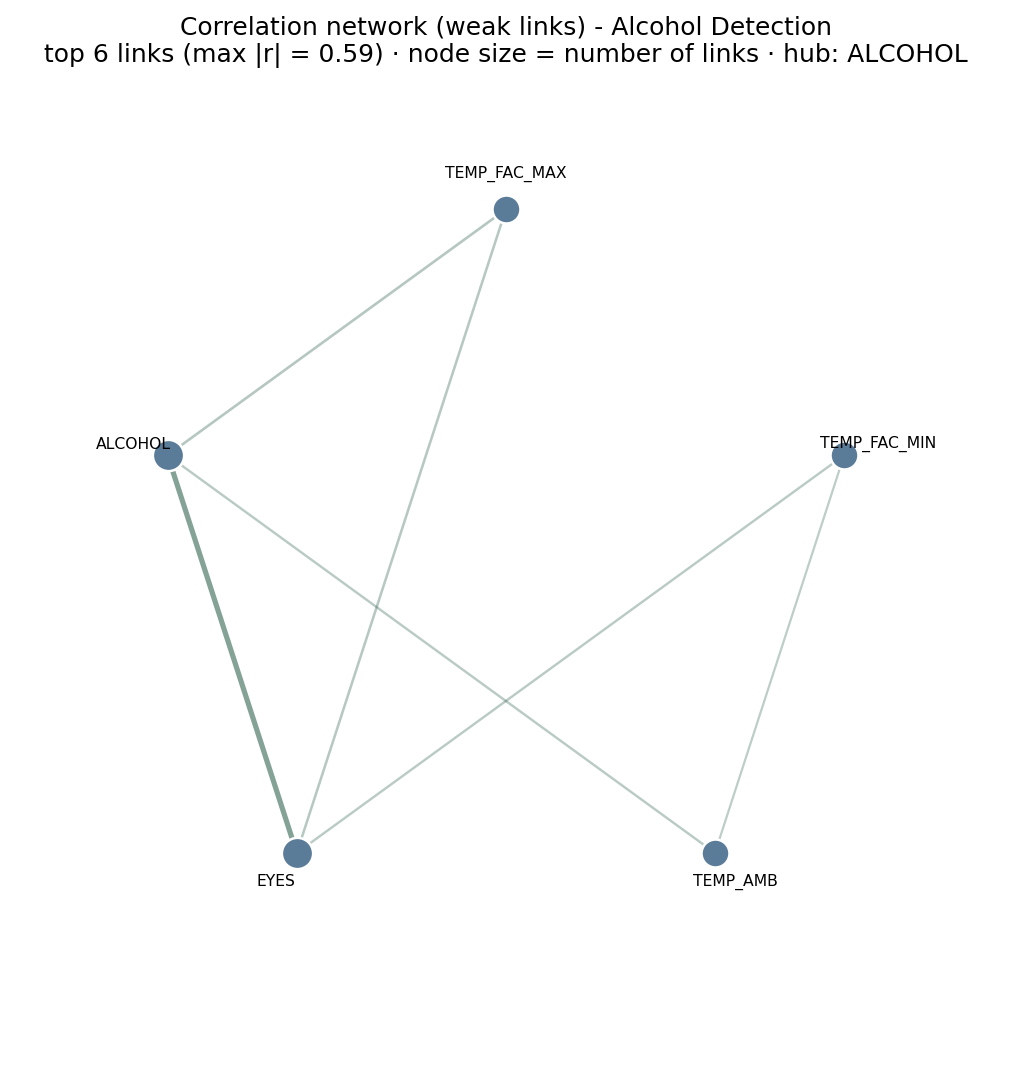 Correlation network (weak links) - Alcohol Detection
top 6 links (max |r| = 0.59) · node size = number of links · hub: ALCOHOL
TEMP_FAC_MAX
ALCOHOL
TEMP_FAC_MIN
EYES
TEMP_AMB